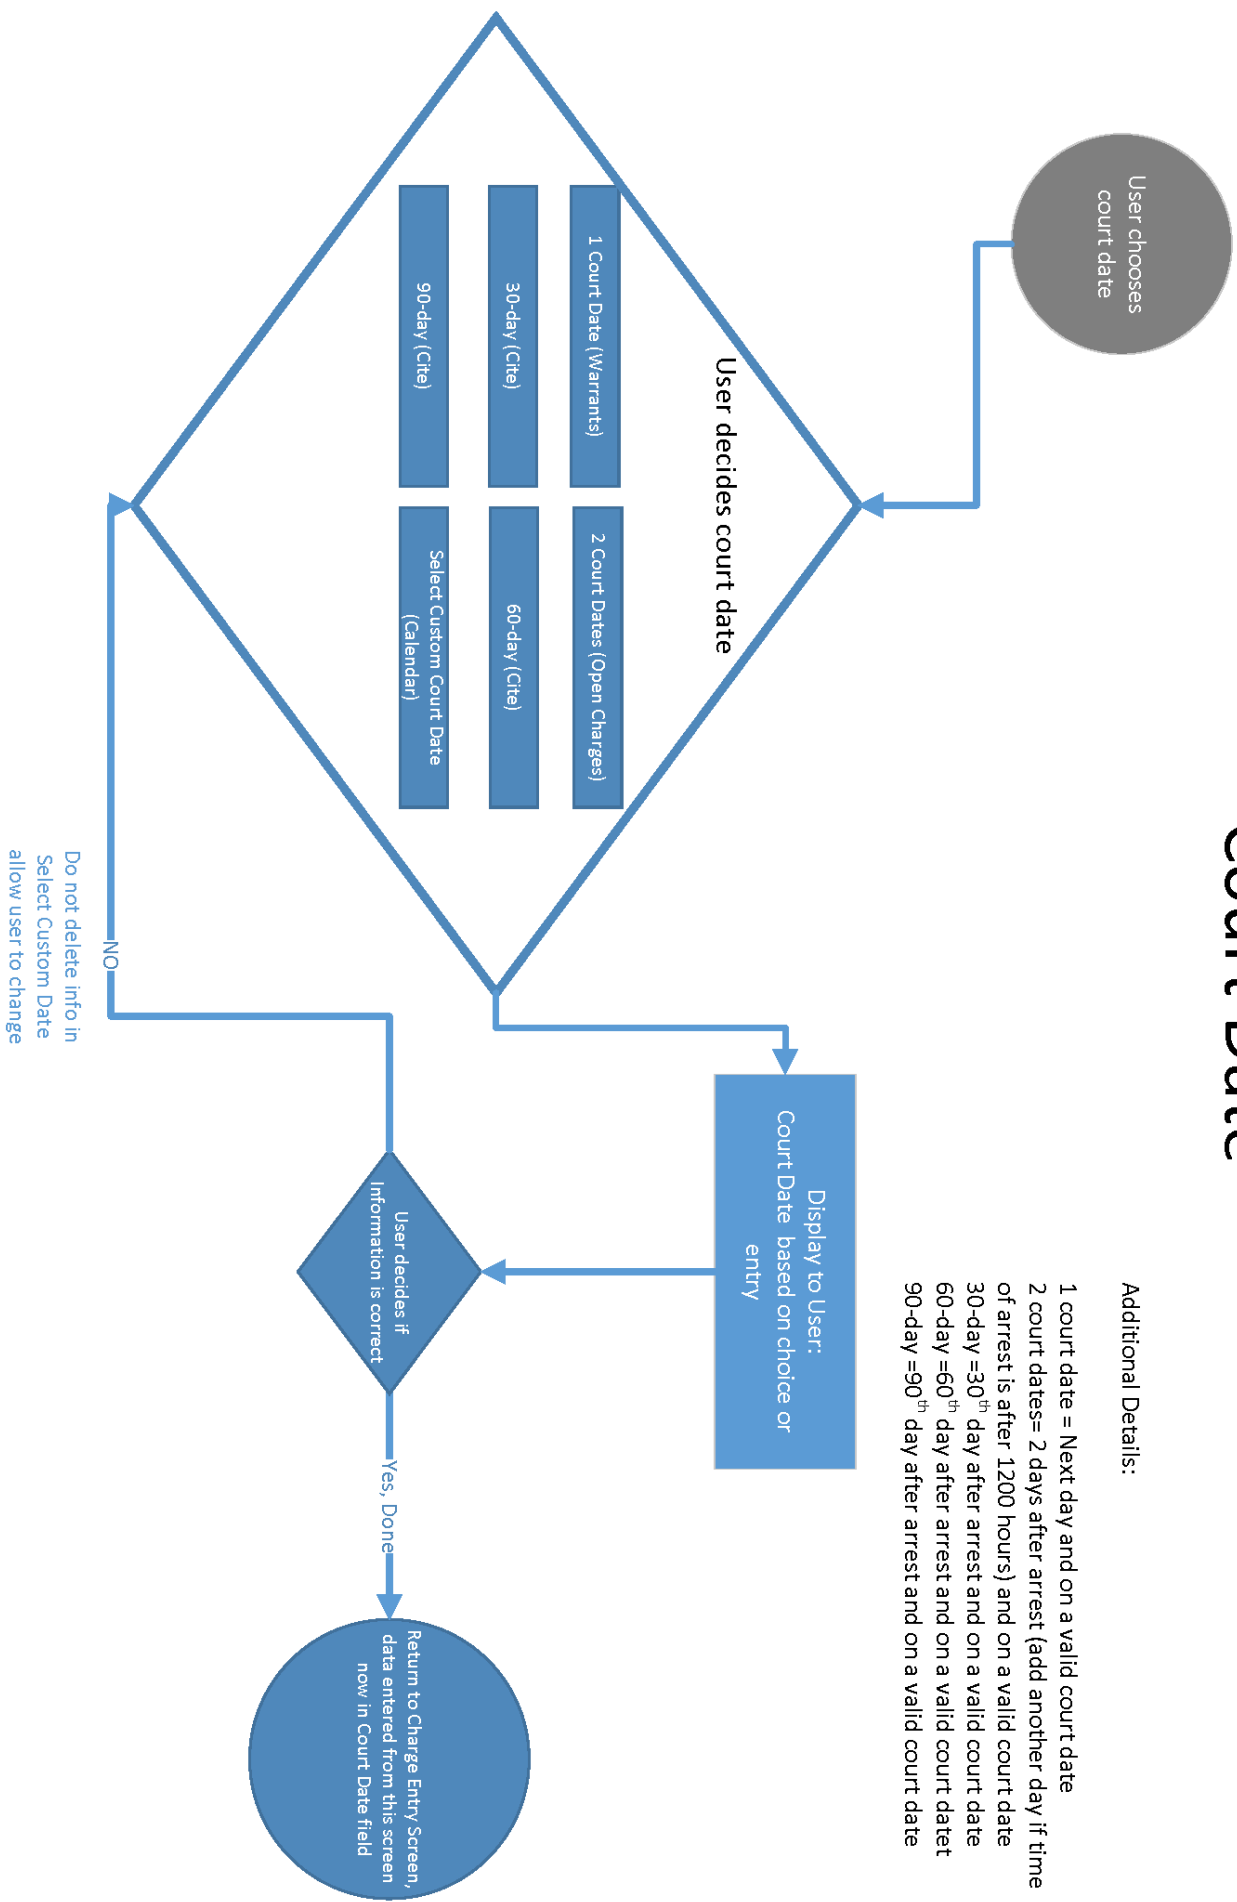 Court Date
User chooses
court date
User decides court date
1 Court Date (Warrants)
2 Court Dates (Open Charges)
30-day (Cite)
60-day (Cite)
90-day (Cite)
Select Custom Court Date
(Calendar)
Additional Details:
1 court date = Next day and on a valid court date
2 court dates= 2 days after arrest (add another day if time
of arrest is after 1200 hours) and on a valid court date
30-day =30th day after arrest and on a valid court date
60-day =60th day after arrest and on a valid court datet
90-day =90th day after arrest and on a valid court date
Display to User:
Court Date based on choice or
entry
User decides if
Information is correct
NO
Do not delete info in
Select Custom Date
allow user to change
Yes, Done
Return to Charge Entry Screen,
data entered from this screen
now in Court Date field